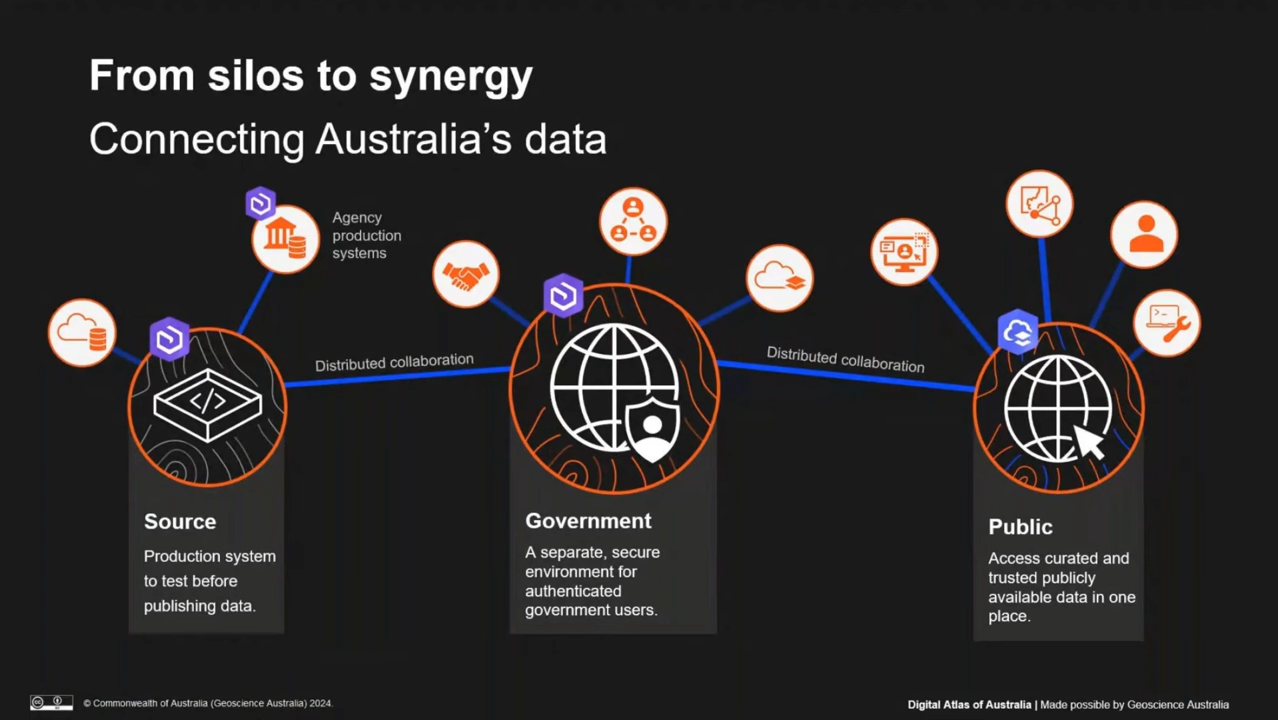 From silos to synergy
Connecting Australia's data
Agency
production
systems
Distributed collaboration
Distributed collaboration
Source
Production system
to test before
publishing data.
Government
A separate, secure
environment for
authenticated
government users.
Public
Access curated and
trusted publicly
available data in one
place.
© Commonwealth of Australia (Geoscience Australia) 2024.
Digital Atlas of Australia | Made possible by Geoscience Australia